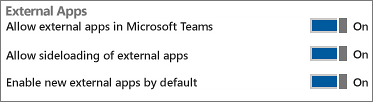 External Apps
Allow external apps in Microsoft Teams On
Allow sideloading of external apps On
Enable new external apps by default On